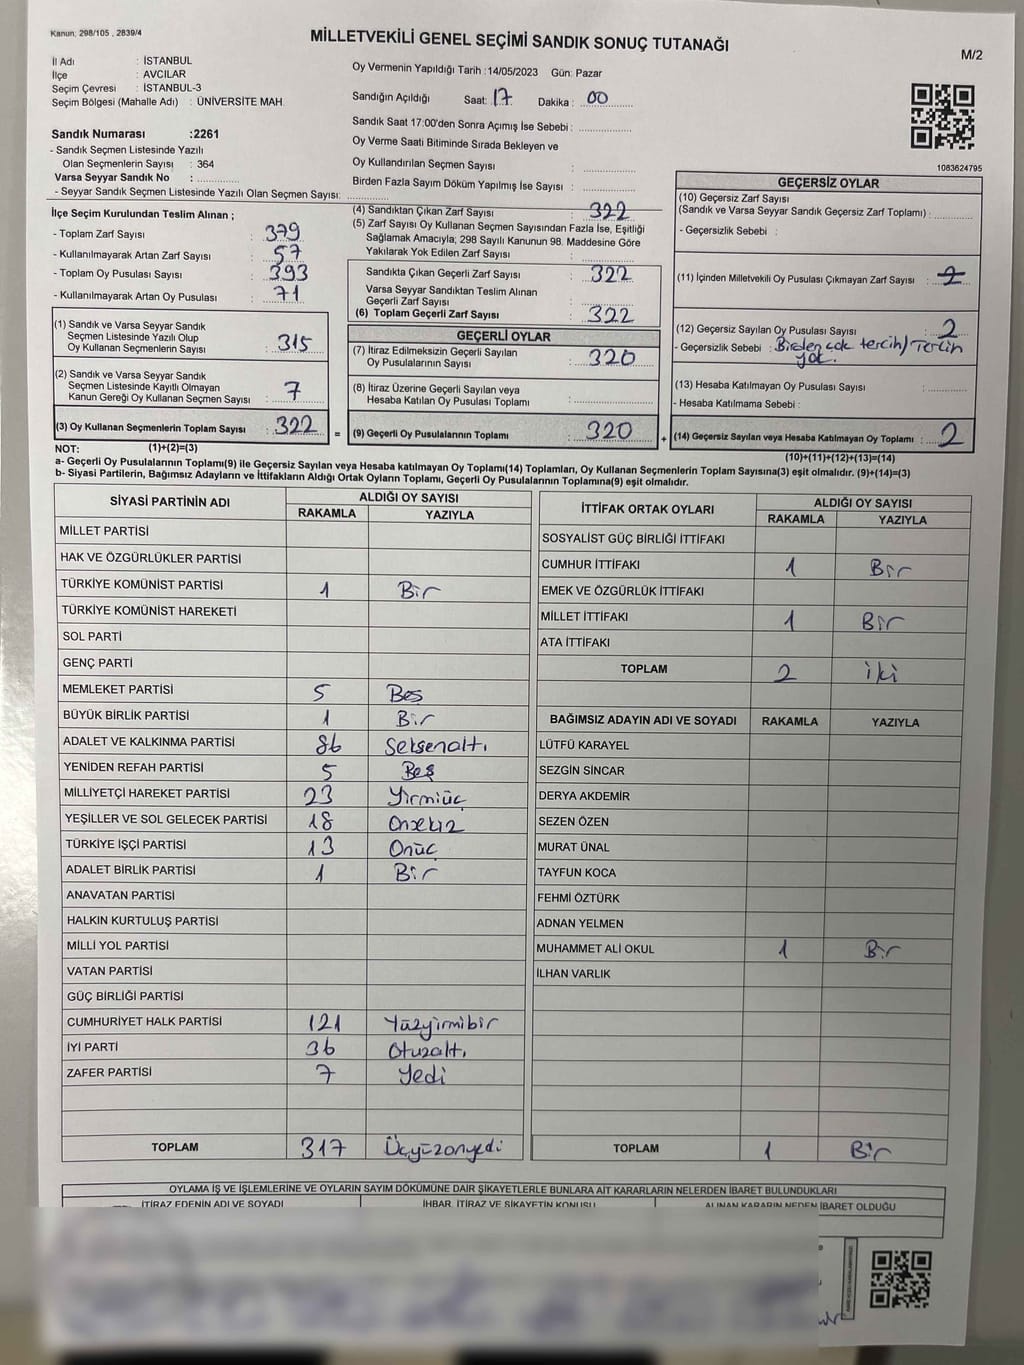 Kanun: 298/105 , 2839/4
MİLLETVEKİLİ GENEL SEÇİMİ SANDIK SONUÇ TUTANAĞI
M/2
İl Adı : İSTANBUL
İlçe : AVCILAR
Seçim Çevresi : İSTANBUL-3
Seçim Bölgesi (Mahalle Adı) : ÜNİVERSİTE MAH.
Sandık Numarası :2261
- Sandık Seçmen Listesinde Yazılı
Olan Seçmenlerin Sayısı : 364
Varsa Seyyar Sandık No :
- Seyyar Sandık Seçmen Listesinde Yazılı Olan Seçmen Sayısı:
Oy Vermenin Yapıldığı Tarih :14/05/2023 Gün: Pazar
Sandığın Açıldığı Saat: 17 Dakika : 00
Sandık Saat 17:00'den Sonra Açımış İse Sebebi :
Oy Verme Saati Bitiminde Sırada Bekleyen ve
Oy Kullandırılan Seçmen Sayısı :
Birden Fazla Sayım Döküm Yapılmış İse Sayısı :
1083624795
İlçe Seçim Kurulundan Teslim Alınan ;
- Toplam Zarf Sayısı : 379
- Kullanılmayarak Artan Zarf Sayısı : 57
- Toplam Oy Pusulası Sayısı : 393
- Kullanılmayarak Artan Oy Pusulası : 71
(1) Sandık ve Varsa Seyyar Sandık
Seçmen Listesinde Yazılı Olup
Oy Kullanan Seçmenlerin Sayısı : 315
(2) Sandık ve Varsa Seyyar Sandık
Seçmen Listesinde Kayıtlı Olmayan
Kanun Gereği Oy Kullanan Seçmen Sayısı : 7
(3) Oy Kullanan Seçmenlerin Toplam Sayısı : 322
(4) Sandıktan Çıkan Zarf Sayısı : 322
(5) Zarf Sayısı Oy Kullanan Seçmen Sayısından Fazla İse, Eşitliği
Sağlamak Amacıyla; 298 Sayılı Kanunun 98. Maddesine Göre
Yakılarak Yok Edilen Zarf Sayısı :
Sandıkta Çıkan Geçerli Zarf Sayısı : 322
Varsa Seyyar Sandıktan Teslim Alınan
Geçerli Zarf Sayısı :
(6) Toplam Geçerli Zarf Sayısı : 322
GEÇERLİ OYLAR
(7) İtiraz Edilmeksizin Geçerli Sayılan
Oy Pusulalarının Sayısı : 320
(8) İtiraz Üzerine Geçerli Sayılan veya
Hesaba Katılan Oy Pusulası Toplamı :
= (9) Geçerli Oy Pusulalarının Toplamı : 320
GEÇERSİZ OYLAR
(10) Geçersiz Zarf Sayısı
(Sandık ve Varsa Seyyar Sandık Geçersiz Zarf Toplamı) :
- Geçersizlik Sebebi :
(11) İçinden Milletvekili Oy Pusulası Çıkmayan Zarf Sayısı :
(12) Geçersiz Sayılan Oy Pusulası Sayısı : 2
- Geçersizlik Sebebi : Birden çok tercih/Tercih
yok.
(13) Hesaba Katılmayan Oy Pusulası Sayısı :
- Hesaba Katılmama Sebebi :
+ (14) Geçersiz Sayılan veya Hesaba Katılmayan Oy Toplamı : 2
NOT: (1)+(2)=(3)
(10)+(11)+(12)+(13)=(14)
a- Geçerli Oy Pusulalarının Toplamı(9) ile Geçersiz Sayılan veya Hesaba katılmayan Oy Toplamı(14) Toplamları, Oy Kullanan Seçmenlerin Toplam Sayısına(3) eşit olmalıdır. (9)+(14)=(3)
b- Siyasi Partilerin, Bağımsız Adayların ve İttifakların Aldığı Ortak Oyların Toplamı, Geçerli Oy Pusulalarının Toplamına(9) eşit olmalıdır.
SİYASİ PARTİNİN ADI ALDIĞI OY SAYISI
RAKAMLA YAZIYLA
MİLLET PARTİSİ
HAK VE ÖZGÜRLÜKLER PARTİSİ
TÜRKİYE KOMÜNİST PARTİSİ 1 Bir
TÜRKİYE KOMÜNİST HAREKETİ
SOL PARTİ
GENÇ PARTİ
MEMLEKET PARTİSİ 5 Beş
BÜYÜK BİRLİK PARTİSİ 1 Bir
ADALET VE KALKINMA PARTİSİ 86 Seksenaltı
YENİDEN REFAH PARTİSİ 5 Beş
MİLLİYETÇİ HAREKET PARTİSİ 23 Yirmiüç
YEŞİLLER VE SOL GELECEK PARTİSİ 18 Onsekiz
TÜRKİYE İŞÇİ PARTİSİ 13 Onüç
ADALET BİRLİK PARTİSİ 1 Bir
ANAVATAN PARTİSİ
HALKIN KURTULUŞ PARTİSİ
MİLLİ YOL PARTİSİ
VATAN PARTİSİ
GÜÇ BİRLİĞİ PARTİSİ
CUMHURİYET HALK PARTİSİ 121 Yüzyirmibir
İYİ PARTİ 36 Otuzaltı
ZAFER PARTİSİ 7 Yedi
TOPLAM 317 Üçyüzonyedi
İTTİFAK ORTAK OYLARI ALDIĞI OY SAYISI
RAKAMLA YAZIYLA
SOSYALİST GÜÇ BİRLİĞİ İTTİFAKI
CUMHUR İTTİFAKI 1 Bir
EMEK VE ÖZGÜRLÜK İTTİFAKI
MİLLET İTTİFAKI 1 Bir
ATA İTTİFAKI
TOPLAM 2 İki
BAĞIMSIZ ADAYIN ADI VE SOYADI RAKAMLA YAZIYLA
LÜTFÜ KARAYEL
SEZGİN SİNCAR
DERYA AKDEMİR
SEZEN ÖZEN
MURAT ÜNAL
TAYFUN KOCA
FEHMİ ÖZTÜRK
ADNAN YELMEN
MUHAMMET ALİ OKUL 1 Bir
İLHAN VARLIK
TOPLAM 1 Bir
OYLAMA İŞ VE İŞLEMLERİNE VE OYLARIN SAYIM DÖKÜMÜNE DAİR ŞİKAYETLERLE BUNLARA AİT KARARLARIN NELERDEN İBARET BULUNDUKLARI
İTİRAZ EDENİN ADI VE SOYADI İHBAR, İTİRAZ VE ŞİKAYETİN KONUSU ALINAN KARARIN NEDEN İBARET OLDUĞU